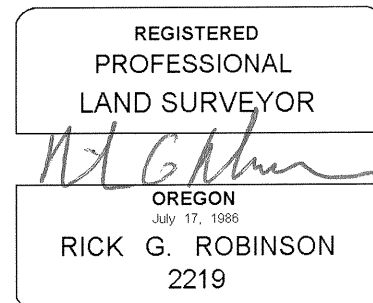 REGISTERED
PROFESSIONAL
LAND SURVEYOR
OREGON
July 17, 1986
RICK G. ROBINSON
2219